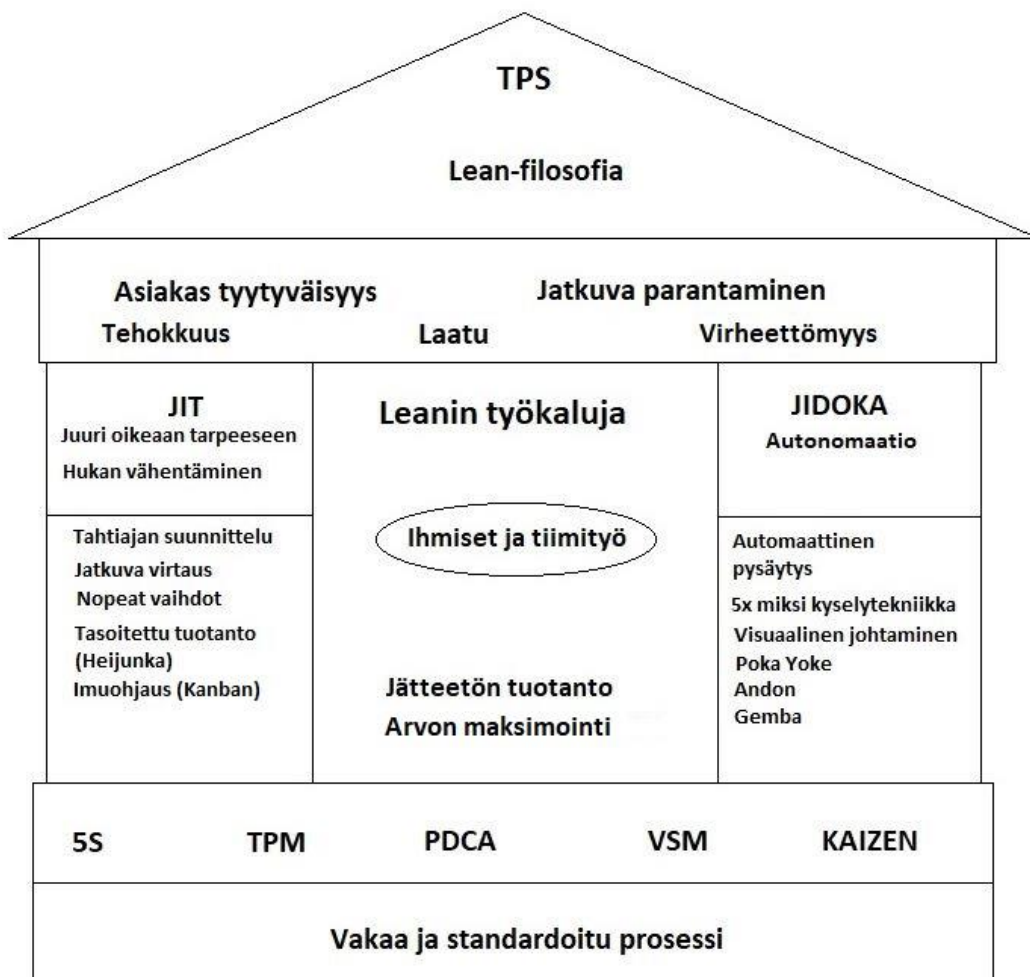 TPS
Lean-filosofia
Asiakas tyytyväisyys
Jatkuva parantaminen
Tehokkuus
Laatu
Virheettömyys
JIT
Juuri oikeaan tarpeeseen
Hukan vähentäminen
Tahtiajan suunnittelu
Jatkuva virtaus
Nopeat vaihdot
Tasoitettu tuotanto
(Heijunka)
Imuohjaus (Kanban)
Leanin työkaluja
Ihmiset ja tiimityö
Jätteetön tuotanto
Arvon maksimointi
JIDOKA
Autonomaatio
Automaattinen
pysäytys
5x miksi kyselytekniikka
Visuaalinen johtaminen
Poka Yoke
Andon
Gemba
5S
TPM
PDCA
VSM
KAIZEN
Vakaa ja standardoitu prosessi